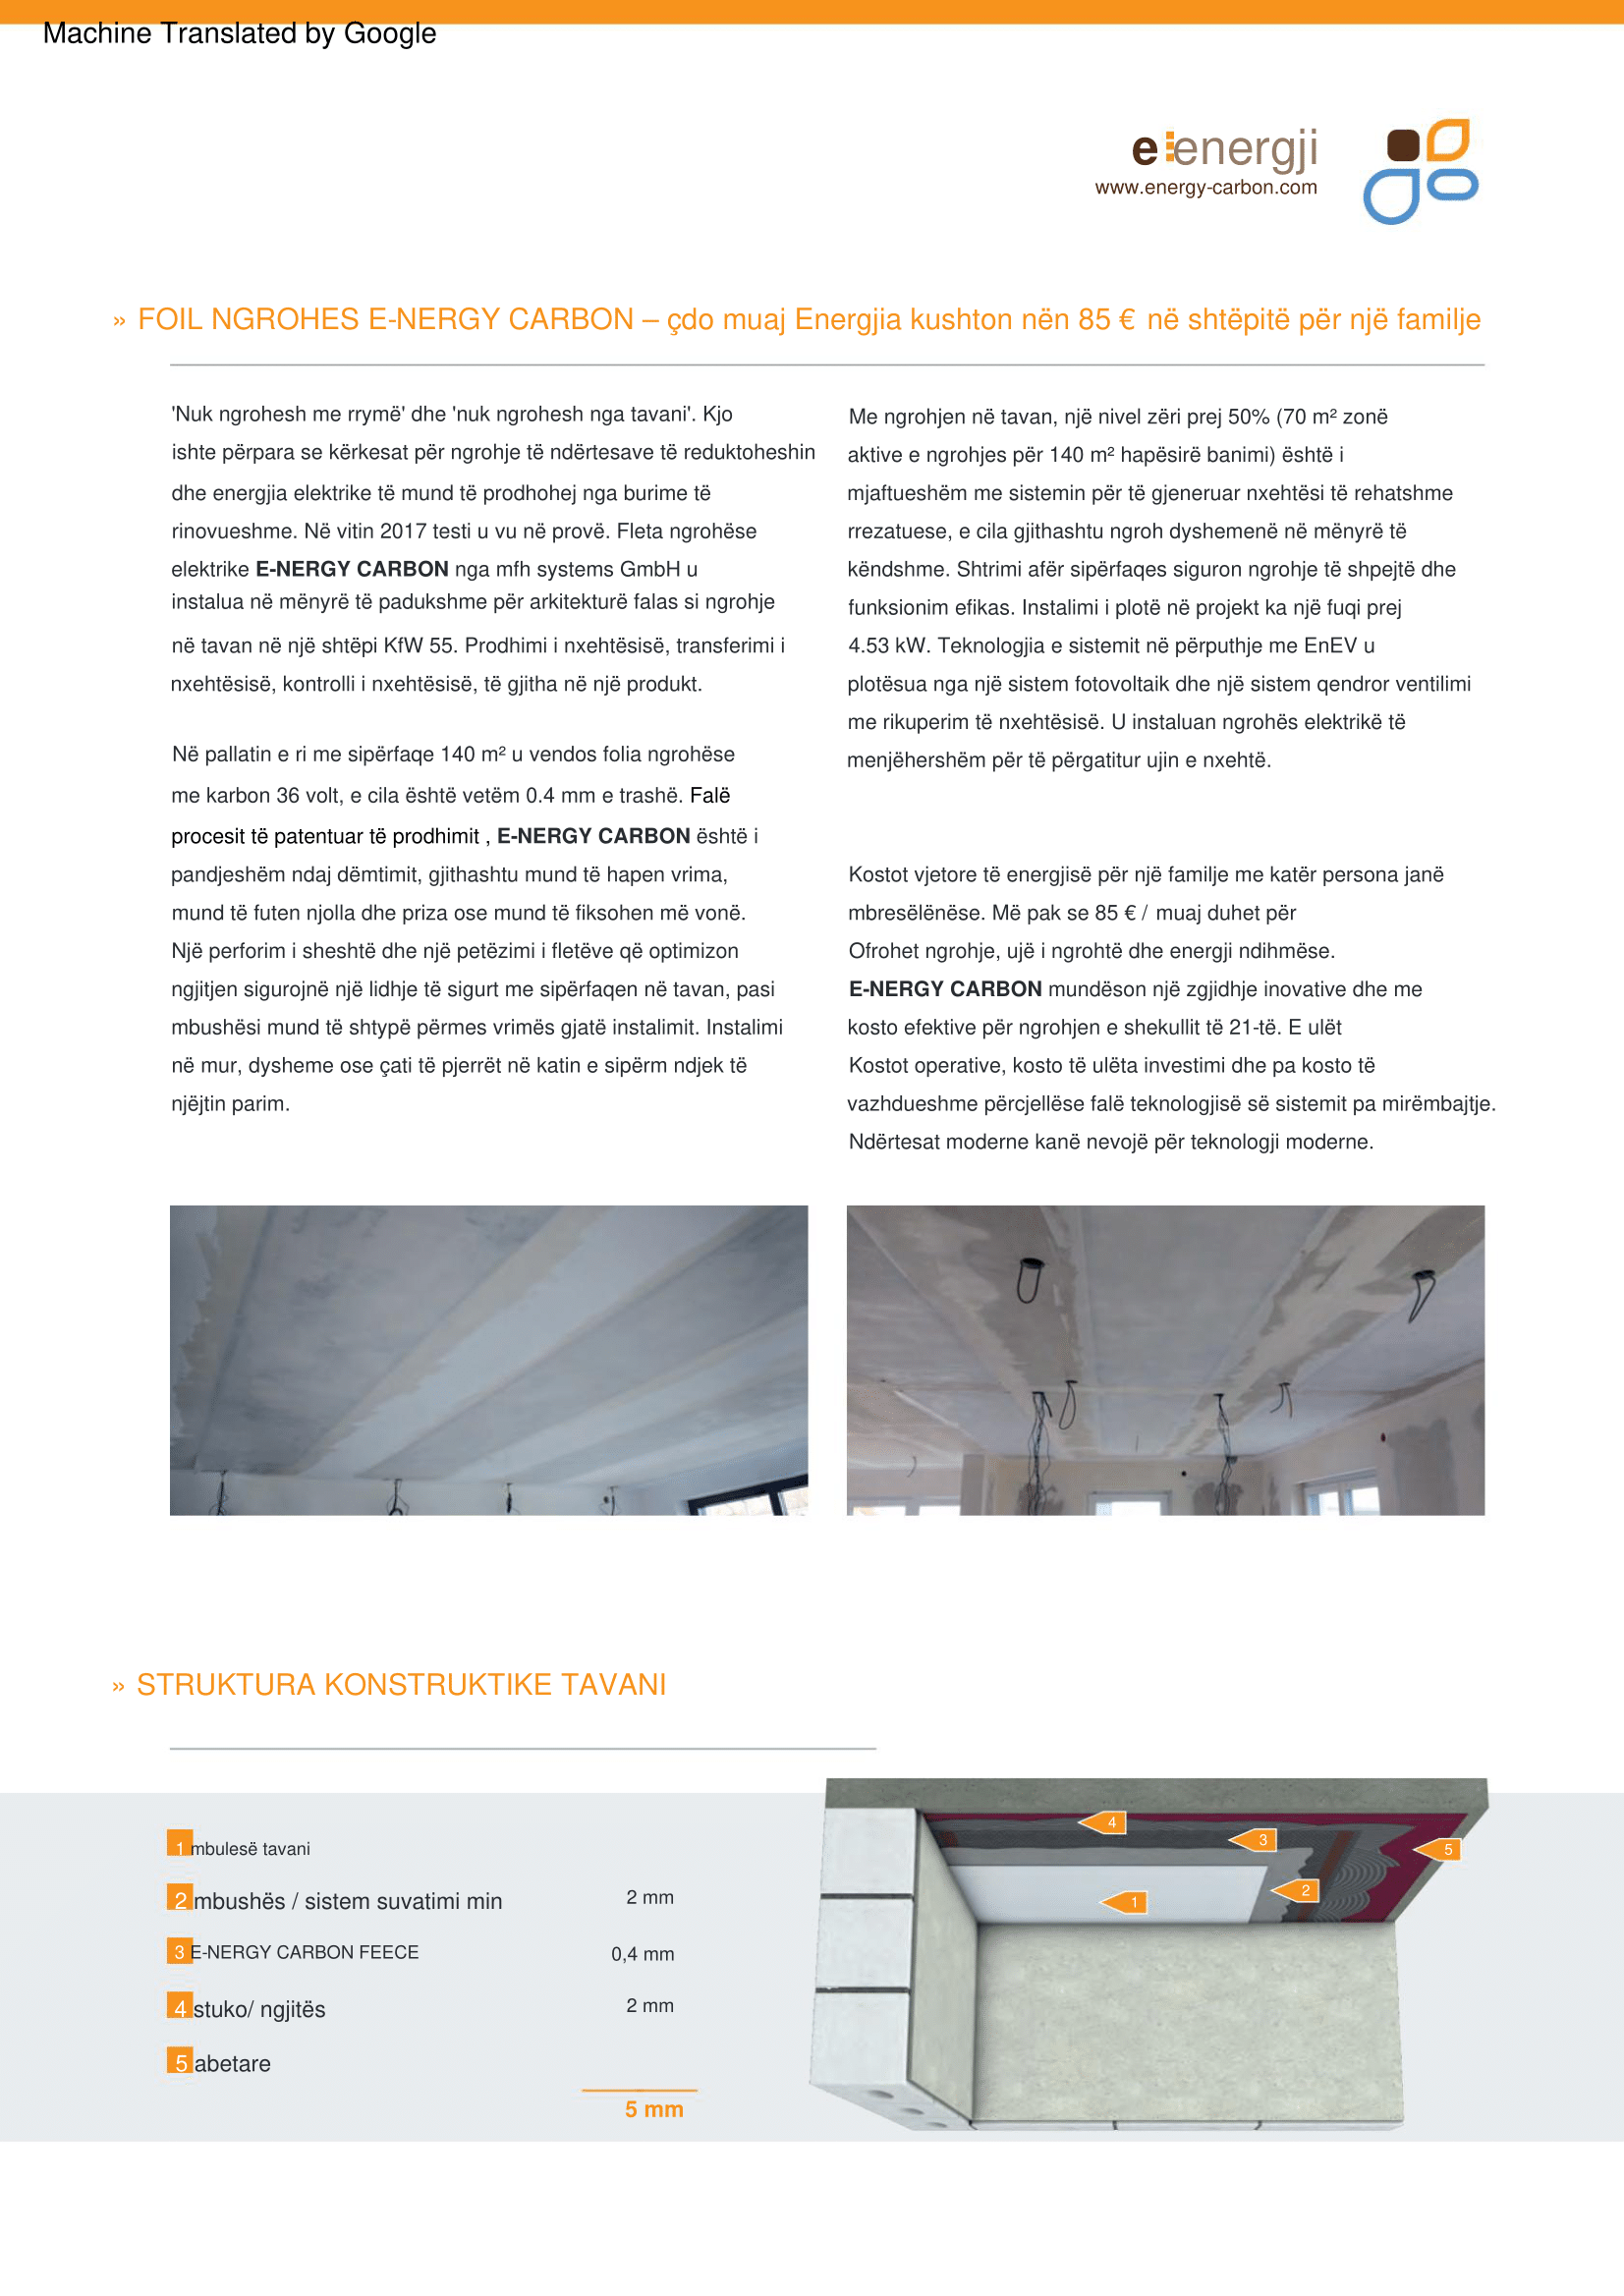 Machine Translated by Google
e energji
www.energy-carbon.com
» FOIL NGROHES E-NERGY CARBON – çdo muaj Energjia kushton nën 85 € në shtëpitë për një familje
'Nuk ngrohesh me rrymë' dhe 'nuk ngrohesh nga tavani'. Kjo
ishte përpara se kërkesat për ngrohje të ndërtesave të reduktoheshin
dhe energjia elektrike të mund të prodhohej nga burime të
rinovueshme. Në vitin 2017 testi u vu në provë. Fleta ngrohëse
elektrike E-NERGY CARBON nga mfh systems GmbH u
instalua në mënyrë të padukshme për arkitekturë falas si ngrohje
në tavan në një shtëpi KfW 55. Prodhimi i nxehtësisë, transferimi i
nxehtësisë, kontrolli i nxehtësisë, të gjitha në një produkt.
Në pallatin e ri me sipërfaqe 140 m² u vendos folia ngrohëse
me karbon 36 volt, e cila është vetëm 0.4 mm e trashë. Falë
procesit të patentuar të prodhimit , E-NERGY CARBON është i
pandjeshëm ndaj dëmtimit, gjithashtu mund të hapen vrima,
mund të futen njolla dhe priza ose mund të fiksohen më vonë.
Një perforim i sheshtë dhe një petëzimi i fletëve që optimizon
ngjitjen sigurojnë një lidhje të sigurt me sipërfaqen në tavan, pasi
mbushësi mund të shtypë përmes vrimës gjatë instalimit. Instalimi
në mur, dysheme ose çati të pjerrët në katin e sipërm ndjek të
njëjtin parim.
Me ngrohjen në tavan, një nivel zëri prej 50% (70 m² zonë
aktive e ngrohjes për 140 m² hapësirë banimi) është i
mjaftueshëm me sistemin për të gjeneruar nxehtësi të rehatshme
rrezatuese, e cila gjithashtu ngroh dyshemenë në mënyrë të
këndshme. Shtrimi afër sipërfaqes siguron ngrohje të shpejtë dhe
funksionim efikas. Instalimi i plotë në projekt ka një fuqi prej
4.53 kW. Teknologjia e sistemit në përputhje me EnEV u
plotësua nga një sistem fotovoltaik dhe një sistem qendror ventilimi
me rikuperim të nxehtësisë. U instaluan ngrohës elektrikë të
menjëhershëm për të përgatitur ujin e nxehtë.
Kostot vjetore të energjisë për një familje me katër persona janë
mbresëlënëse. Më pak se 85 € / muaj duhet për
Ofrohet ngrohje, ujë i ngrohtë dhe energji ndihmëse.
E-NERGY CARBON mundëson një zgjidhje inovative dhe me
kosto efektive për ngrohjen e shekullit të 21-të. E ulët
Kostot operative, kosto të ulëta investimi dhe pa kosto të
vazhdueshme përcjellëse falë teknologjisë së sistemit pa mirëmbajtje.
Ndërtesat moderne kanë nevojë për teknologji moderne.
» STRUKTURA KONSTRUKTIKE TAVANI
1 mbulesë tavani
2 mbushës / sistem suvatimi min 2 mm
3 E-NERGY CARBON FEECE 0,4 mm
4 stuko/ ngjitës 2 mm
5 abetare
5 mm
4
3
5
2
1